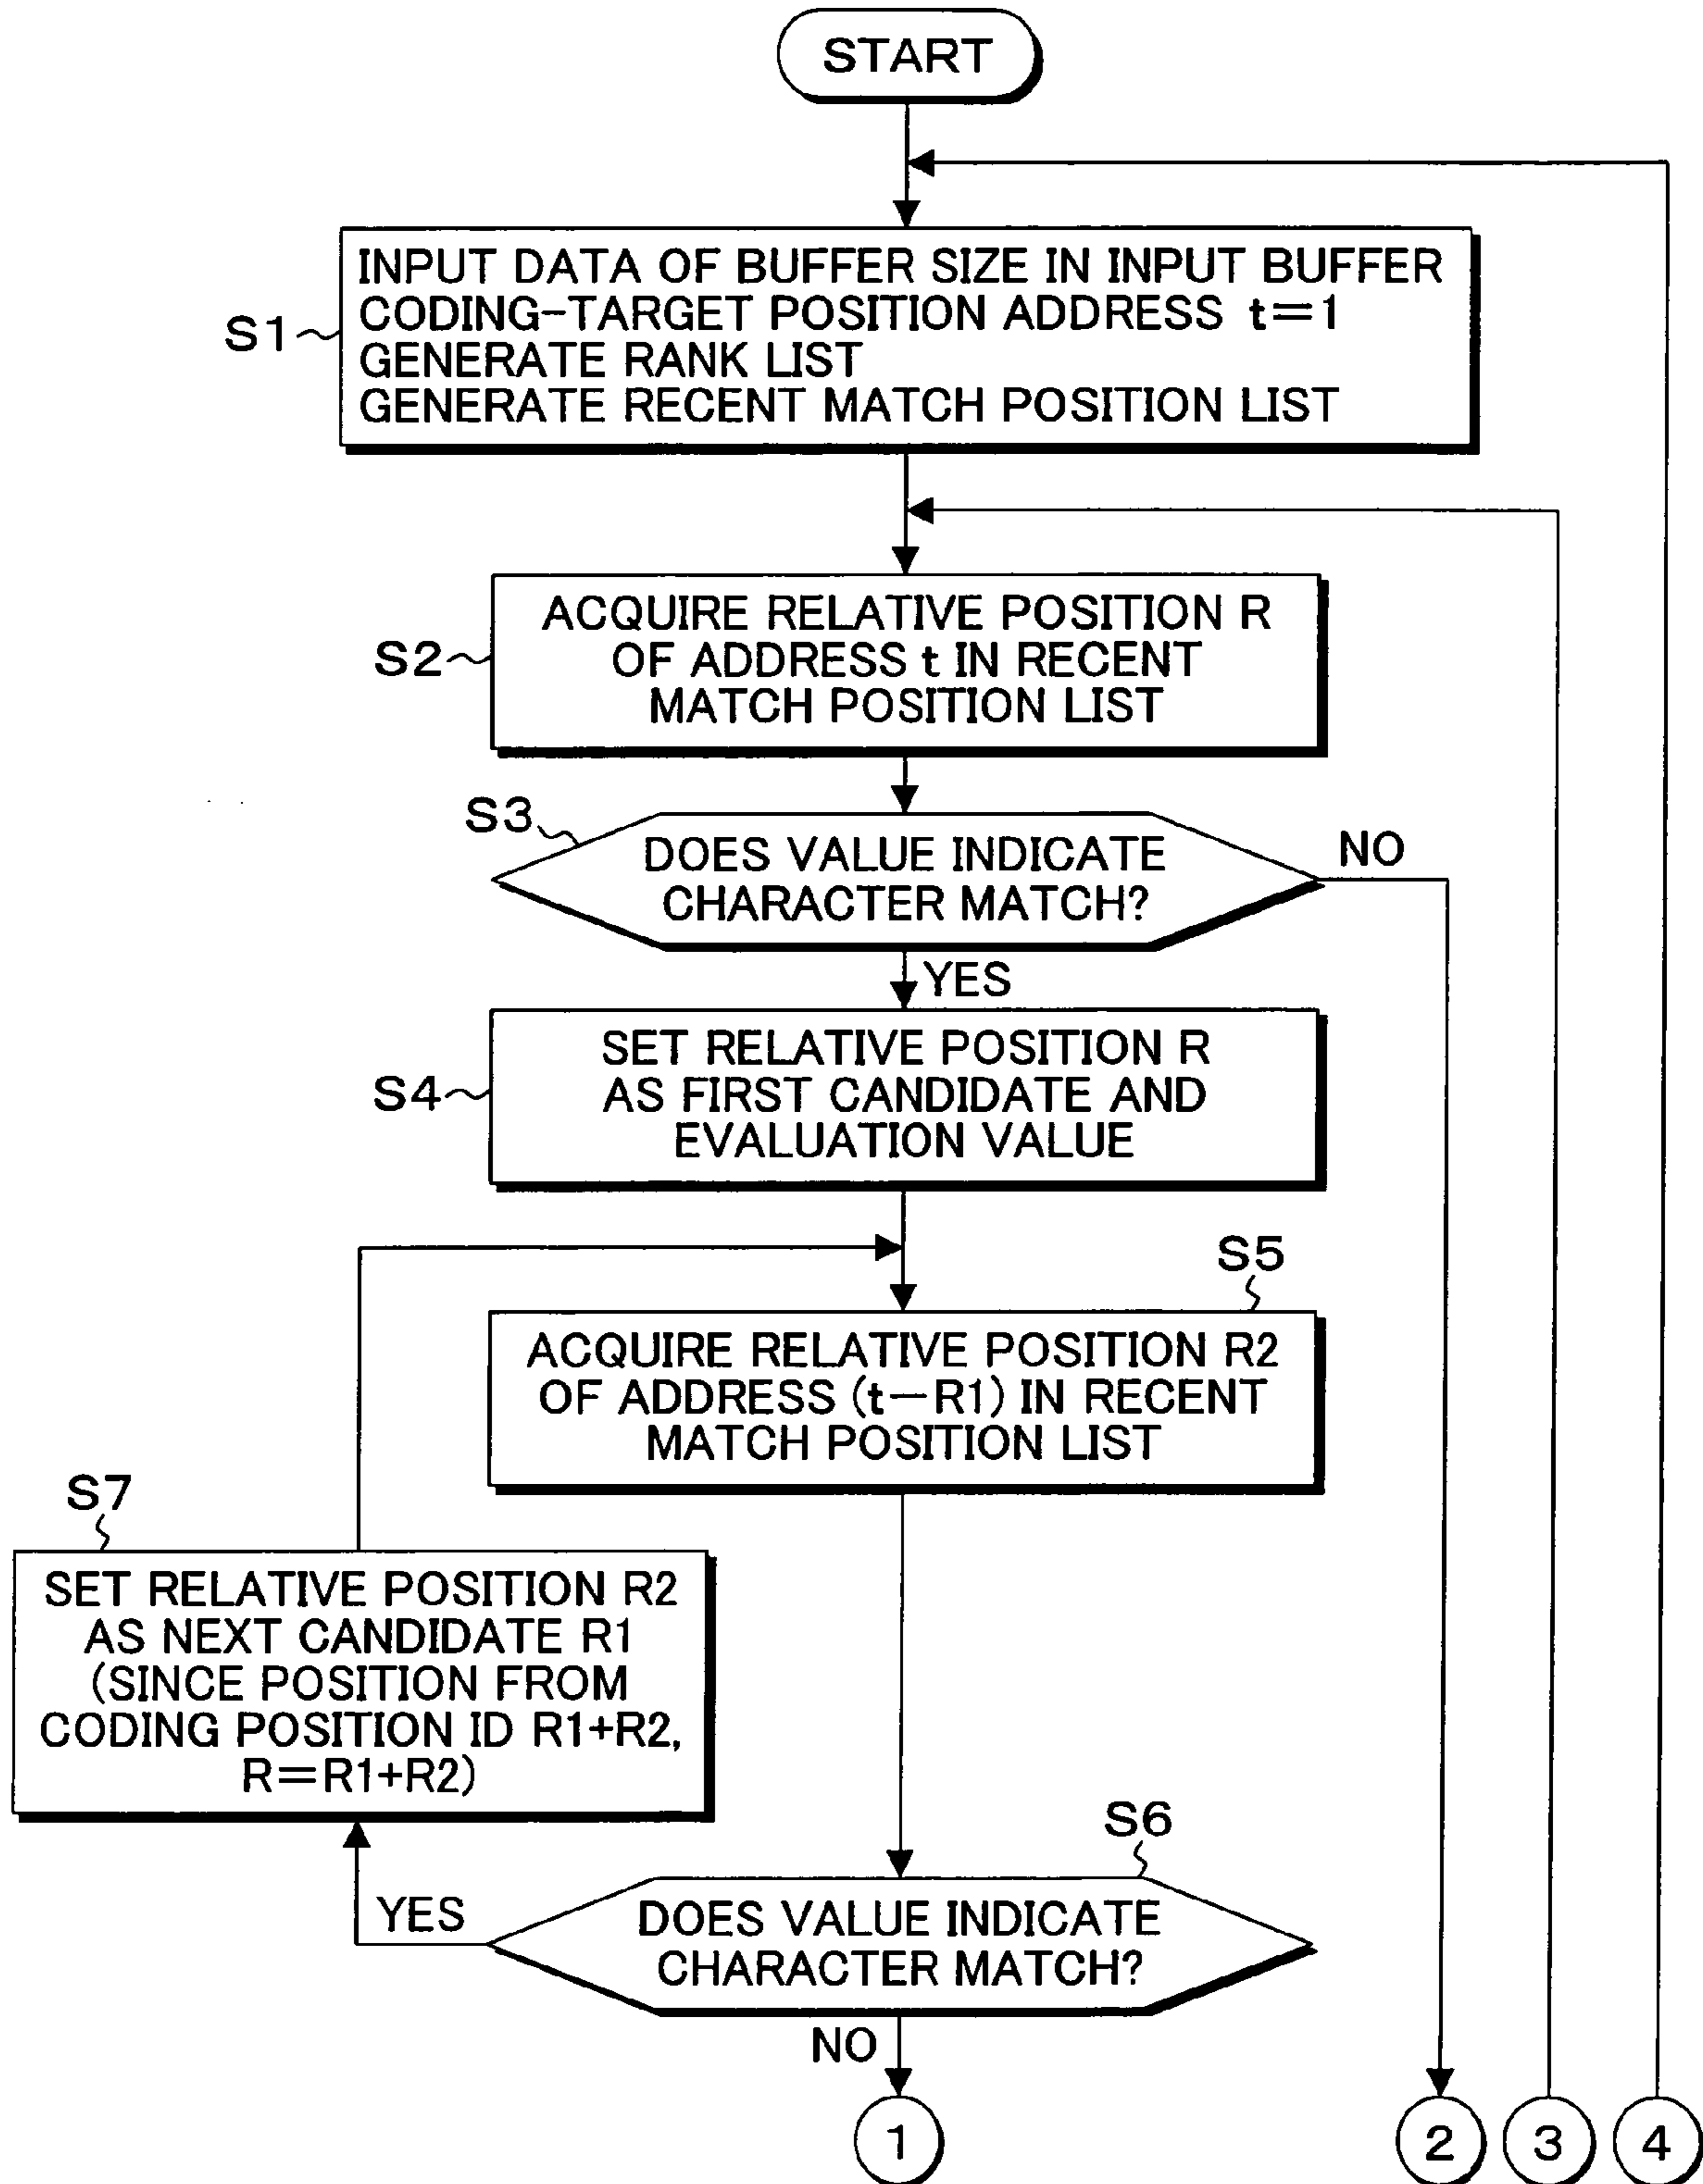 START
INPUT DATA OF BUFFER SIZE IN INPUT BUFFER
CODING-TARGET POSITION ADDRESS t=1
S1
GENERATE RANK LIST
GENERATE RECENT MATCH POSITION LIST
ACQUIRE RELATIVE POSITION R
S2
OF ADDRESS t IN RECENT
MATCH POSITION LIST
S3
DOES VALUE INDICATE
CHARACTER MATCH?
NO
YES
SET RELATIVE POSITION R
S4
AS FIRST CANDIDATE AND
EVALUATION VALUE
S5
ACQUIRE RELATIVE POSITION R2
OF ADDRESS (t-R1) IN RECENT
MATCH POSITION LIST
S7
SET RELATIVE POSITION R2
AS NEXT CANDIDATE R1
(SINCE POSITION FROM
CODING POSITION ID R1+R2,
R=R1+R2)
S6
YES
DOES VALUE INDICATE
CHARACTER MATCH?
NO
1
2
3
4